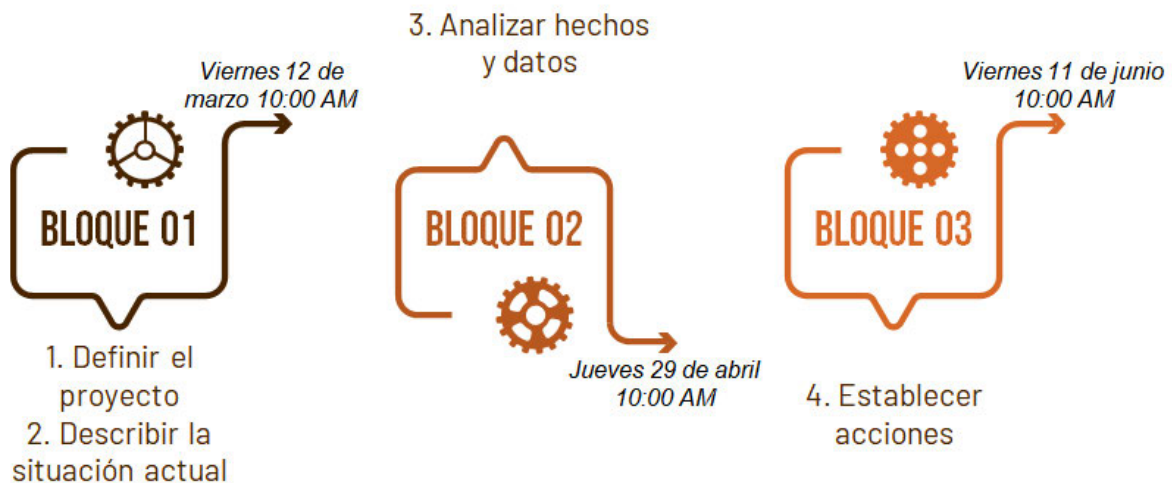 Viernes 12 de
marzo 10:00 AM
BLOQUE 01
1. Definir el
proyecto
2. Describir la
situación actual
3. Analizar hechos
y datos
BLOQUE 02
Jueves 29 de abril
10:00 AM
Viernes 11 de junio
10:00 AM
BLOQUE 03
4. Establecer
acciones